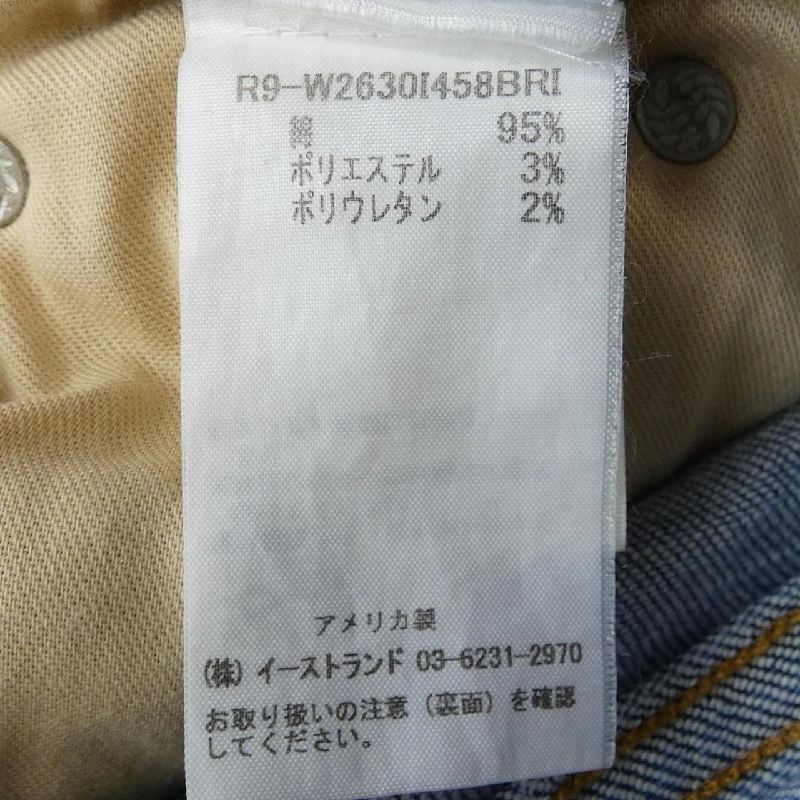 R9-W2630I458BRI
綿 95%
ポリエステル 3%
ポリウレタン 2%
アメリカ製
(株) イーストランド 03-6231-2970
お取り扱いの注意(裏面)を確認
してください。